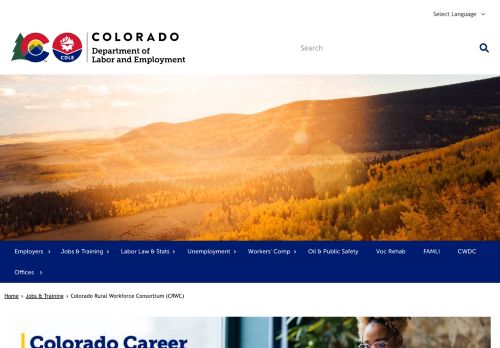 Select Language
COLORADO
Department of
Labor and Employment
CDLE
Search
Employers
Jobs & Training
Labor Law & Stats
Unemployment
Workers' Comp
Oil & Public Safety
Voc Rehab
FAMLI
CWDC
Offices
Home › Jobs & Training › Colorado Rural Workforce Consortium (CRWC)
Colorado Career